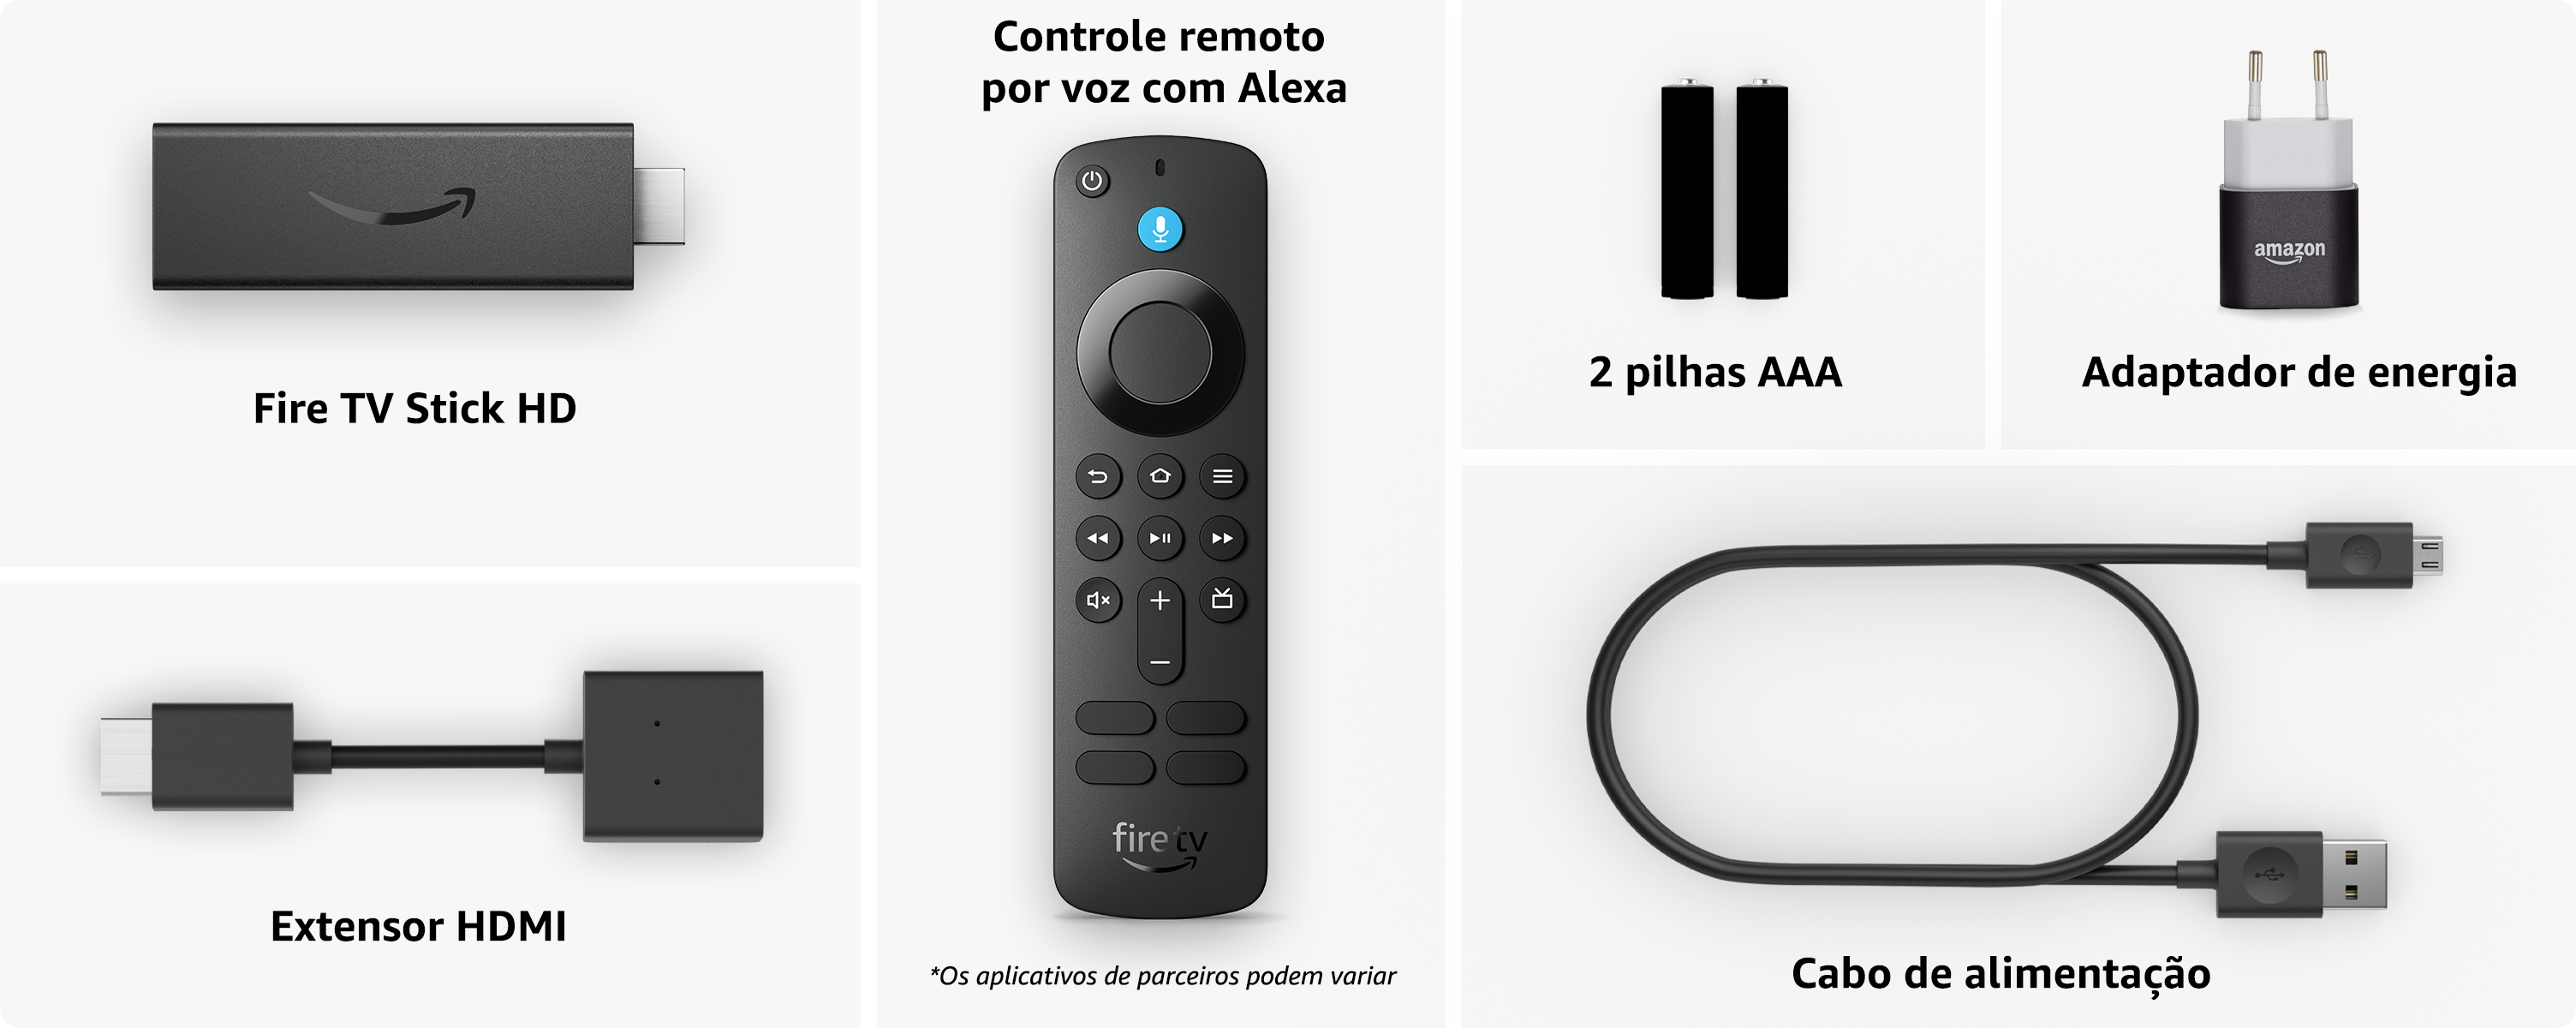 Fire TV Stick HD
Extensor HDMI
Controle remoto
por voz com Alexa
fire tv
*Os aplicativos de parceiros podem variar
2 pilhas AAA
amazon
Adaptador de energia
Cabo de alimentação